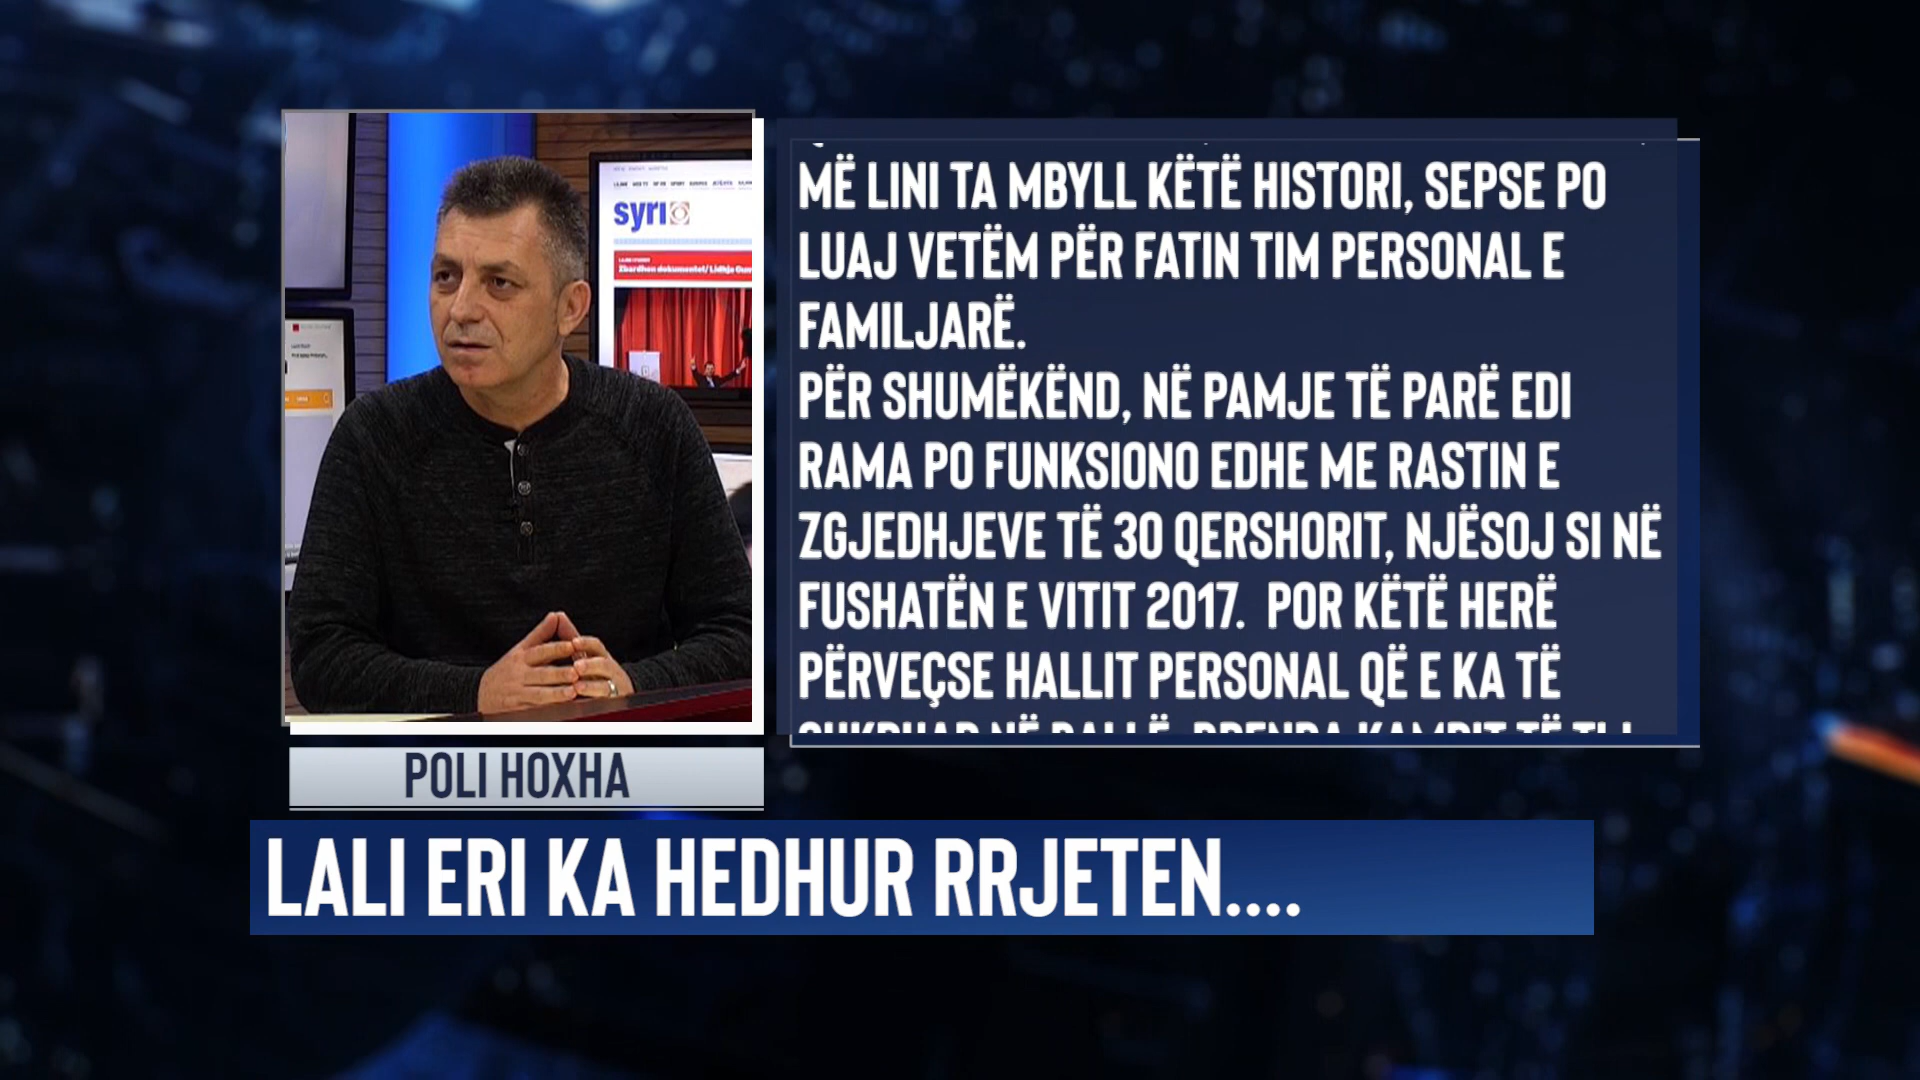 syri
MË LINI TA MBYLL KËTË HISTORI, SEPSE PO
LUAJ VETËM PËR FATIN TIM PERSONAL E
FAMILJARË.
PËR SHUMËKËND, NË PAMJE TË PARË EDI
RAMA PO FUNKSIONO EDHE ME RASTIN E
ZGJEDHJEVE TË 30 QERSHORIT, NJËSOJ SI NË
FUSHATËN E VITIT 2017. POR KËTË HERË
PËRVEÇSE HALLIT PERSONAL QË E KA TË
POLI HOXHA
LALI ERI KA HEDHUR RRJETEN....